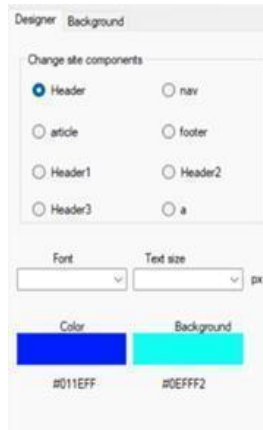 Designer Background
Change site components
Header nav
article footer
Header1 Header2
Header3 a
Font Text size
px
Color Background
#011EFF #0EFFF2